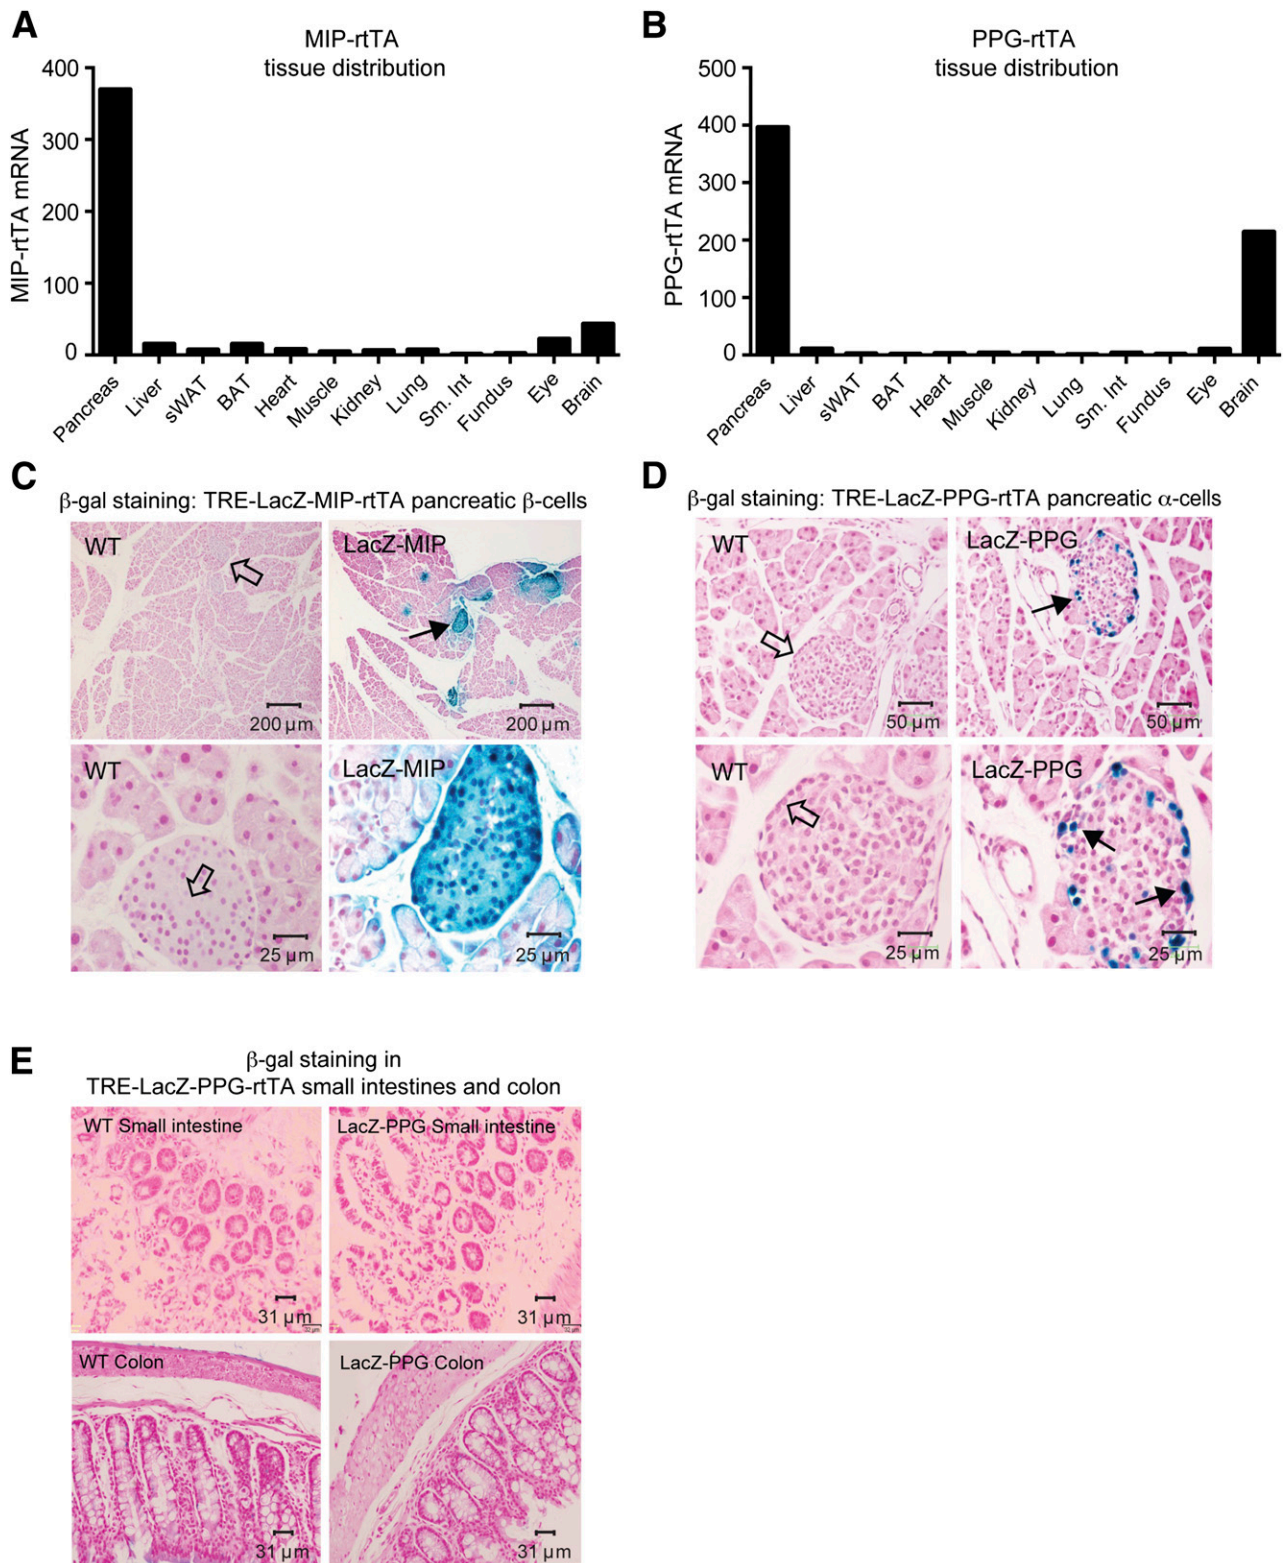 A
MIP-rtTA
tissue distribution
MIP-rtTA mRNA
400
300
200
100
0
Pancreas
Liver
sWAT
BAT
Heart
Muscle
Kidney
Lung
Sm. Int
Fundus
Eye
Brain
B
PPG-rtTA
tissue distribution
PPG-rtTA mRNA
500
400
300
200
100
0
Pancreas
Liver
sWAT
BAT
Heart
Muscle
Kidney
Lung
Sm. Int
Fundus
Eye
Brain
C
β-gal staining: TRE-LacZ-MIP-rtTA pancreatic β-cells
WT
200 µm
LacZ-MIP
200 µm
WT
25 µm
LacZ-MIP
25 µm
D
β-gal staining: TRE-LacZ-PPG-rtTA pancreatic α-cells
WT
50 µm
LacZ-PPG
50 µm
WT
25 µm
LacZ-PPG
25 µm
E
β-gal staining in
TRE-LacZ-PPG-rtTA small intestines and colon
WT Small intestine
31 µm
LacZ-PPG Small intestine
31 µm
WT Colon
31 µm
LacZ-PPG Colon
31 µm